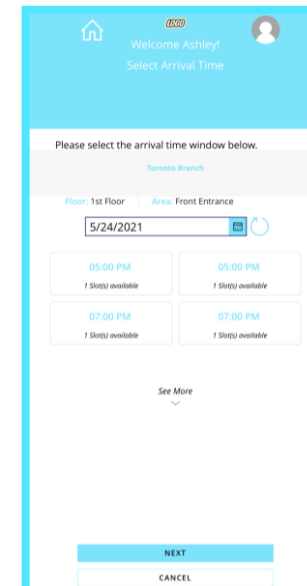 LOGO
Welcome Ashley!
Select Arrival Time
Please select the arrival time window below.
Toronto Branch
Floor: 1st Floor Area: Front Entrance
5/24/2021
05:00 PM 05:00 PM
1 Slot(s) available 1 Slot(s) available
07:00 PM 07:00 PM
1 Slot(s) available 1 Slot(s) available
See More
NEXT
CANCEL